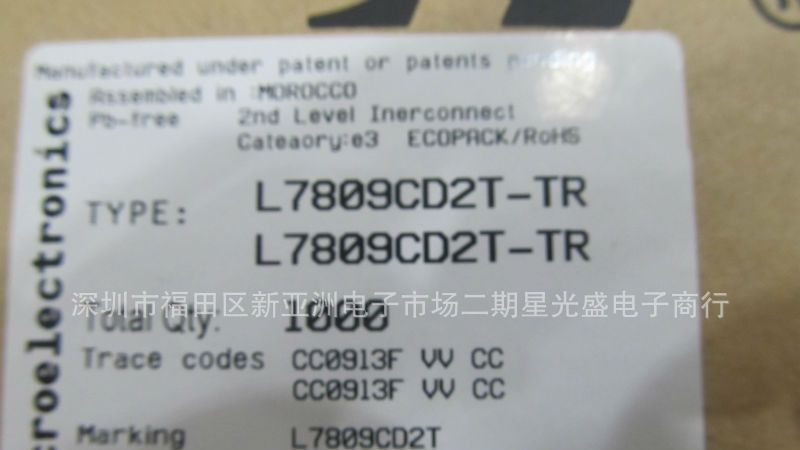 Manufactured under patent or patents pending
Assembled in :MOROCCO
Pb-free 2nd Level Inerconnect
Category:e3 ECOPACK/RoHS
TYPE: L7809CD2T-TR
L7809CD2T-TR
深圳市福田区新亚洲电子市场二期星光盛电子商行
Total Qty: 1000
Trace codes CC0913F VV CC
CC0913F VV CC
Marking L7809CD2T
roelectronics